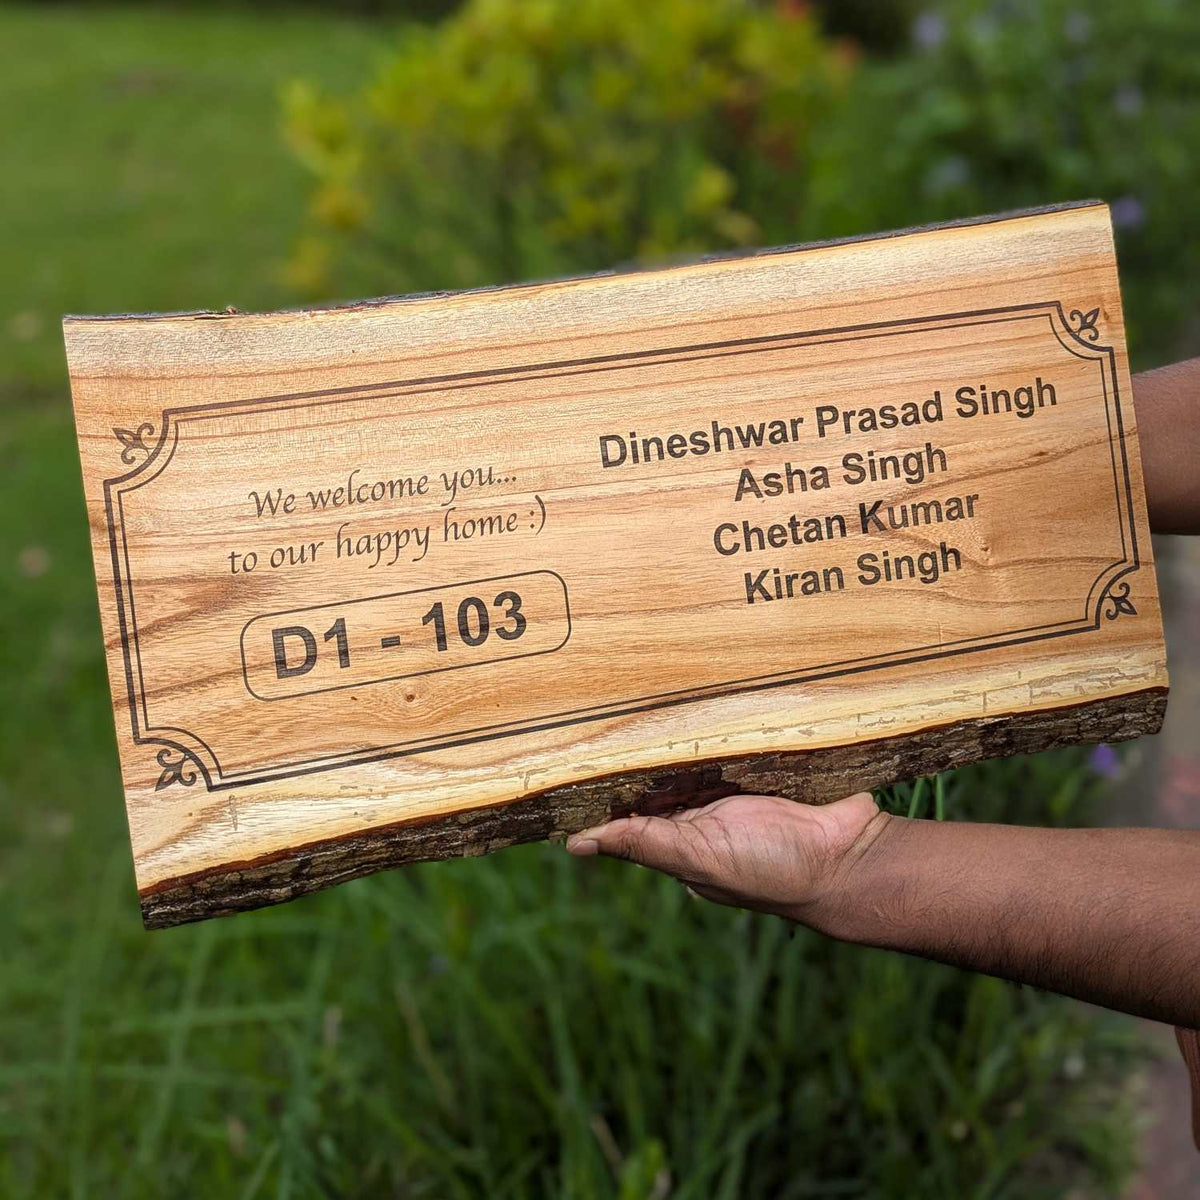 We welcome you...
to our happy home :)
D1 - 103
Dineshwar Prasad Singh
Asha Singh
Chetan Kumar
Kiran Singh